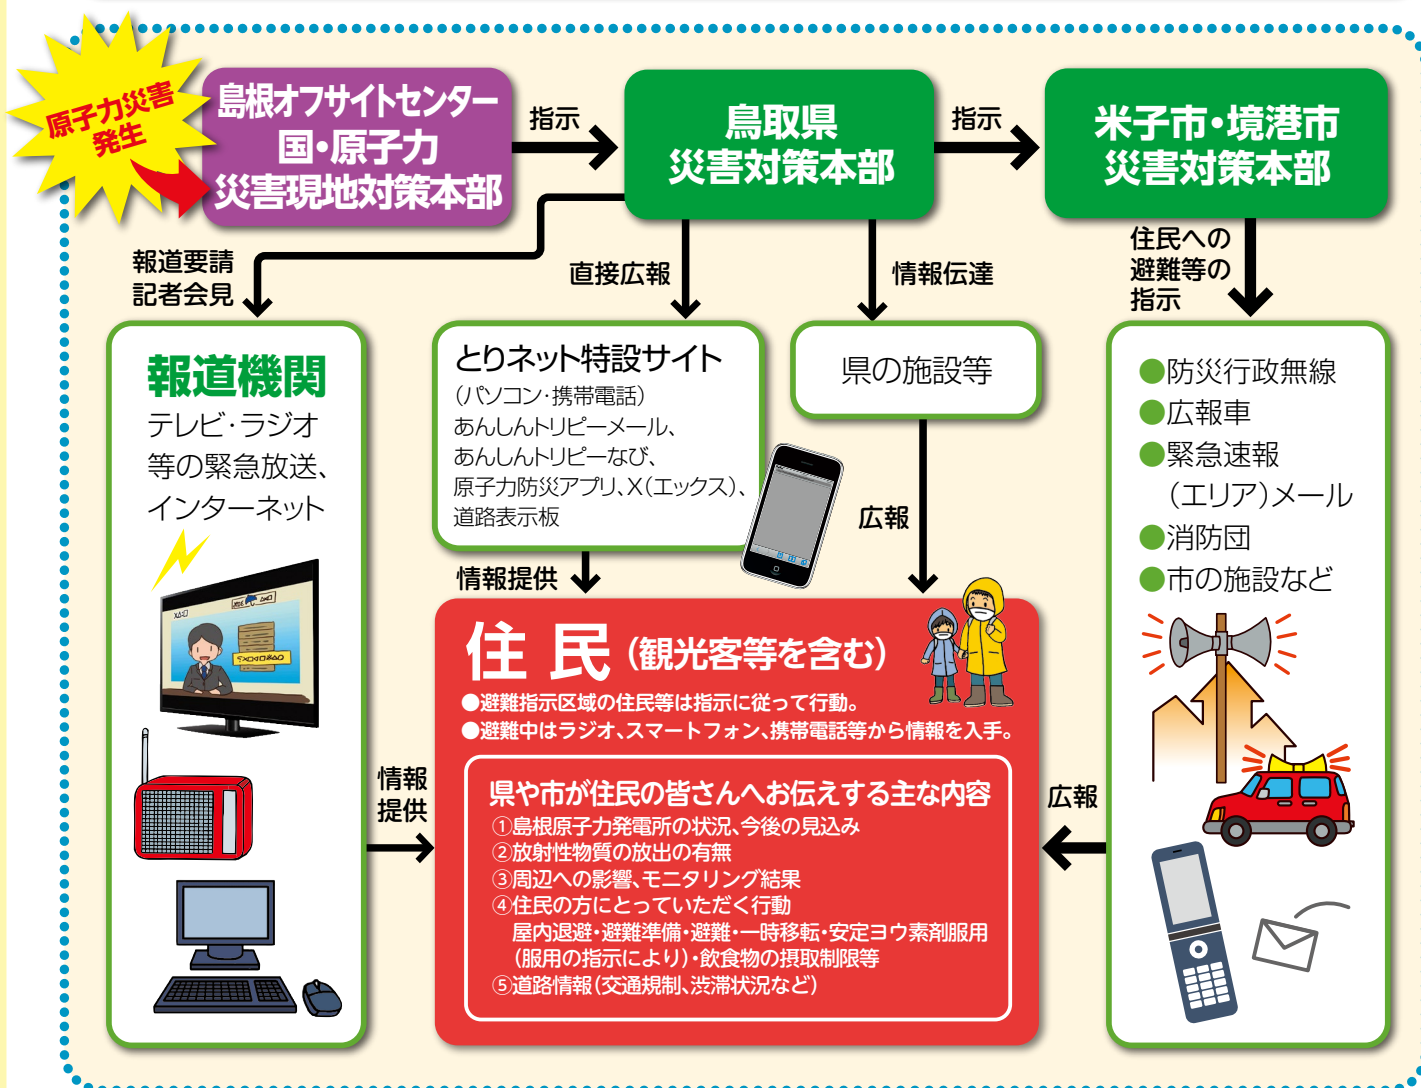 原子力災害
発生
島根オフサイトセンター
国・原子力
災害現地対策本部
指示
鳥取県
災害対策本部
指示
米子市・境港市
災害対策本部
報道要請
記者会見
直接広報
情報伝達
住民への
避難等の
指示
報道機関
テレビ・ラジオ
等の緊急放送、
インターネット
とりネット特設サイト
(パソコン・携帯電話)
あんしんトリピーメール、
あんしんトリピーなび、
原子力防災アプリ、X(エックス)、
道路表示板
県の施設等
●防災行政無線
●広報車
●緊急速報
(エリア)メール
●消防団
●市の施設など
情報提供
広報
住民(観光客等を含む)
●避難指示区域の住民等は指示に従って行動。
●避難中はラジオ、スマートフォン、携帯電話等から情報を入手。
県や市が住民の皆さんへお伝えする主な内容
①島根原子力発電所の状況、今後の見込み
②放射性物質の放出の有無
③周辺への影響、モニタリング結果
④住民の方にとっていただく行動
屋内退避・避難準備・避難・一時移転・安定ヨウ素剤服用
(服用の指示により)・飲食物の摂取制限等
⑤道路情報(交通規制、渋滞状況など)
情報
提供
広報